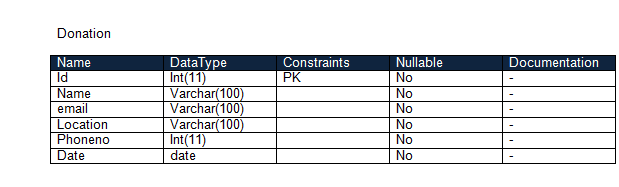 Donation
Name DataType Constraints Nullable Documentation
Id Int(11) PK No -
Name Varchar(100) No -
email Varchar(100) No -
Location Varchar(100) No -
Phoneno Int(11) No -
Date date No -